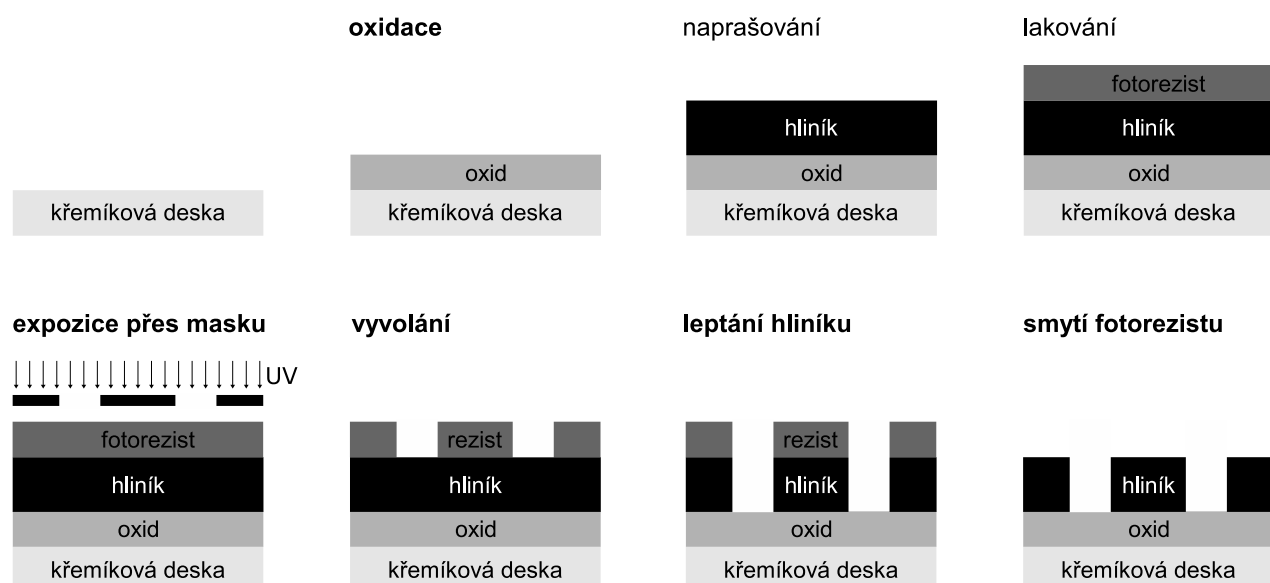 oxidace
naprašování
lakování
křemíková deska
oxid
křemíková deska
hliník
oxid
křemíková deska
fotorezist
hliník
oxid
křemíková deska
expozice přes masku
UV
fotorezist
hliník
oxid
křemíková deska
vyvolání
rezist
hliník
oxid
křemíková deska
leptání hliníku
rezist
hliník
oxid
křemíková deska
smytí fotorezistu
hliník
oxid
křemíková deska